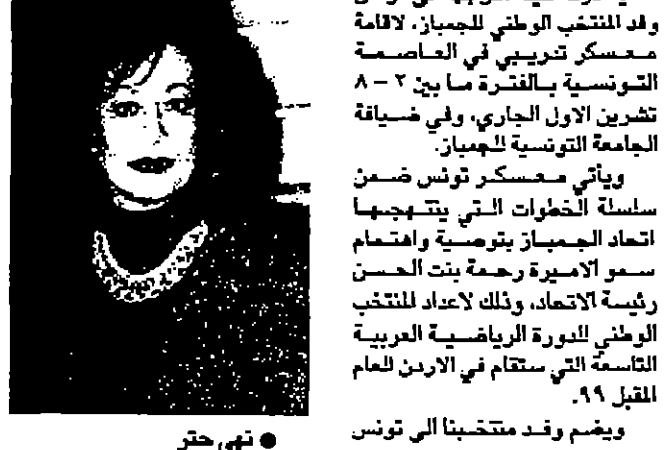 وفد المنتخب الوطني للجمباز، لاقامة
معسكر تدريبي في العاصمة
التونسية بالفترة ما بين ٢ – ٨
تشرين الاول الجاري، وفي ضيافة
الجامعة التونسية للجمباز.
ويأتي معسكر تونس ضمن
سلسلة الخطوات التي ينتهجها
اتحاد الجمباز بتوصية واهتمام
سمو الاميرة رحمة بنت الحسن
رئيسة الاتحاد، وذلك لاعداد المنتخب
الوطني للدورة الرياضية العربية
التاسعة التي ستقام في الاردن للعام
المقبل ٩٩.
ويضم وفد منتخبنا الى تونس
● نهى حتر